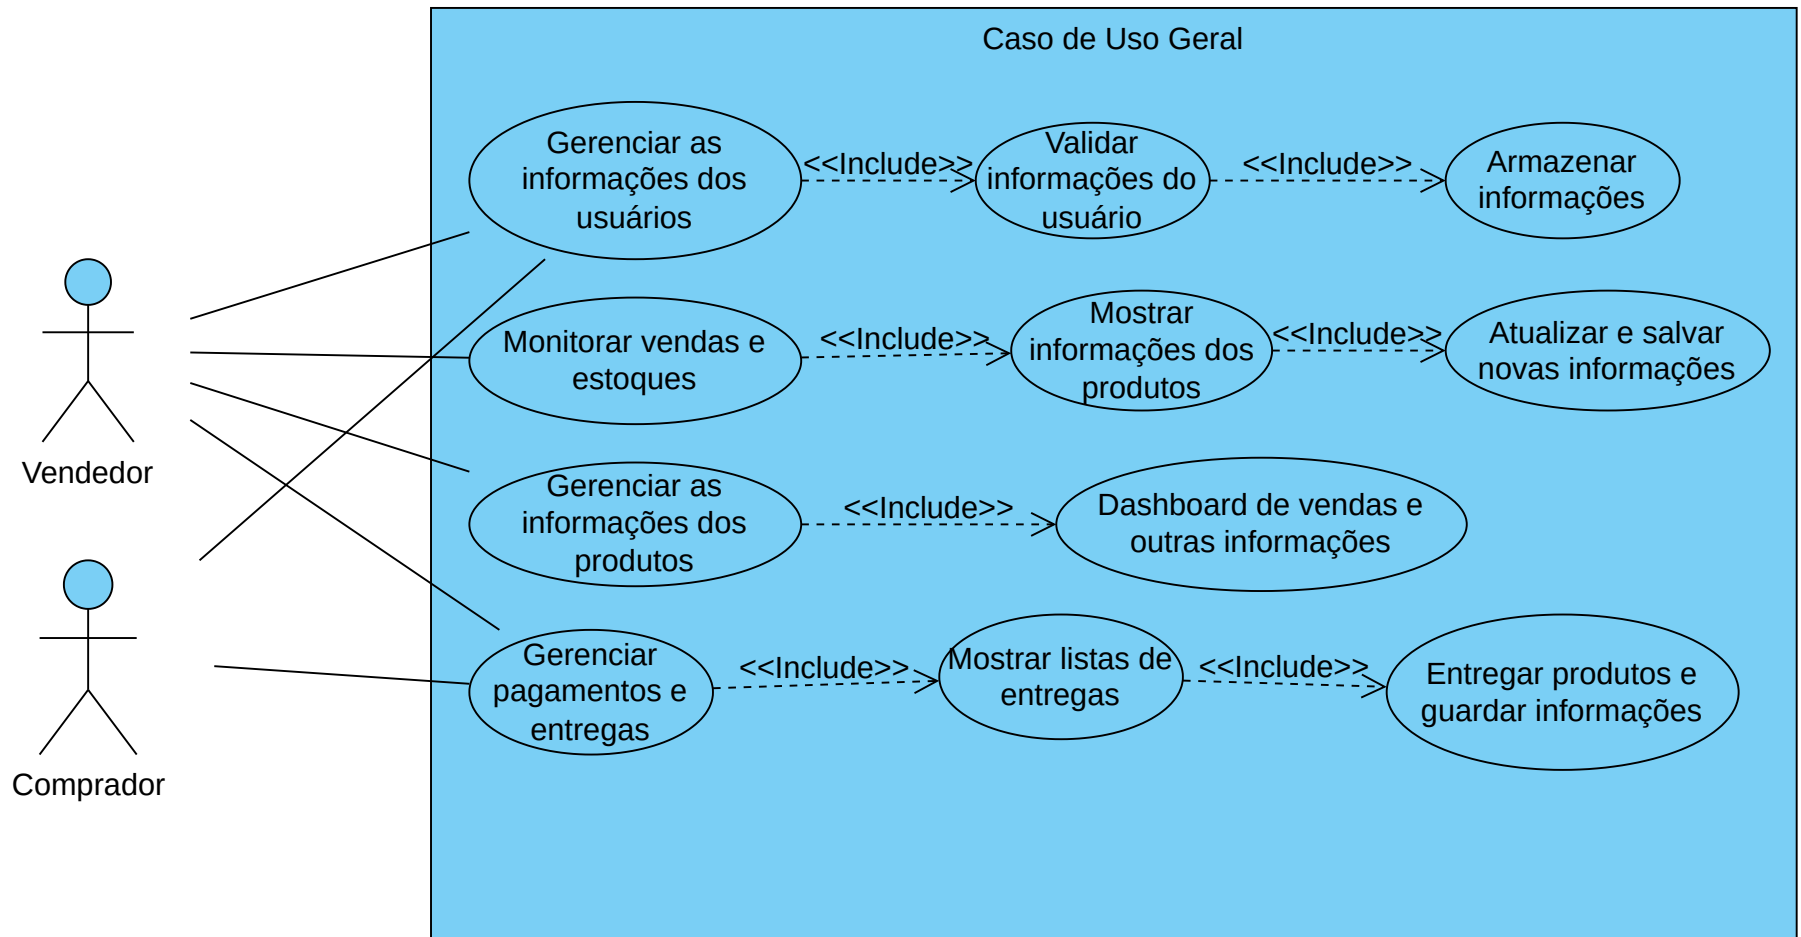 Caso de Uso Geral
Gerenciar as
informações dos
usuários
<<Include>>
Validar
informações do
usuário
<<Include>>
Armazenar
informações
Monitorar vendas e
estoques
<<Include>>
Mostrar
informações dos
produtos
<<Include>>
Atualizar e salvar
novas informações
Vendedor
Gerenciar as
informações dos
produtos
<<Include>>
Dashboard de vendas e
outras informações
Gerenciar
pagamentos e
entregas
<<Include>>
Mostrar listas de
entregas
<<Include>>
Entregar produtos e
guardar informações
Comprador